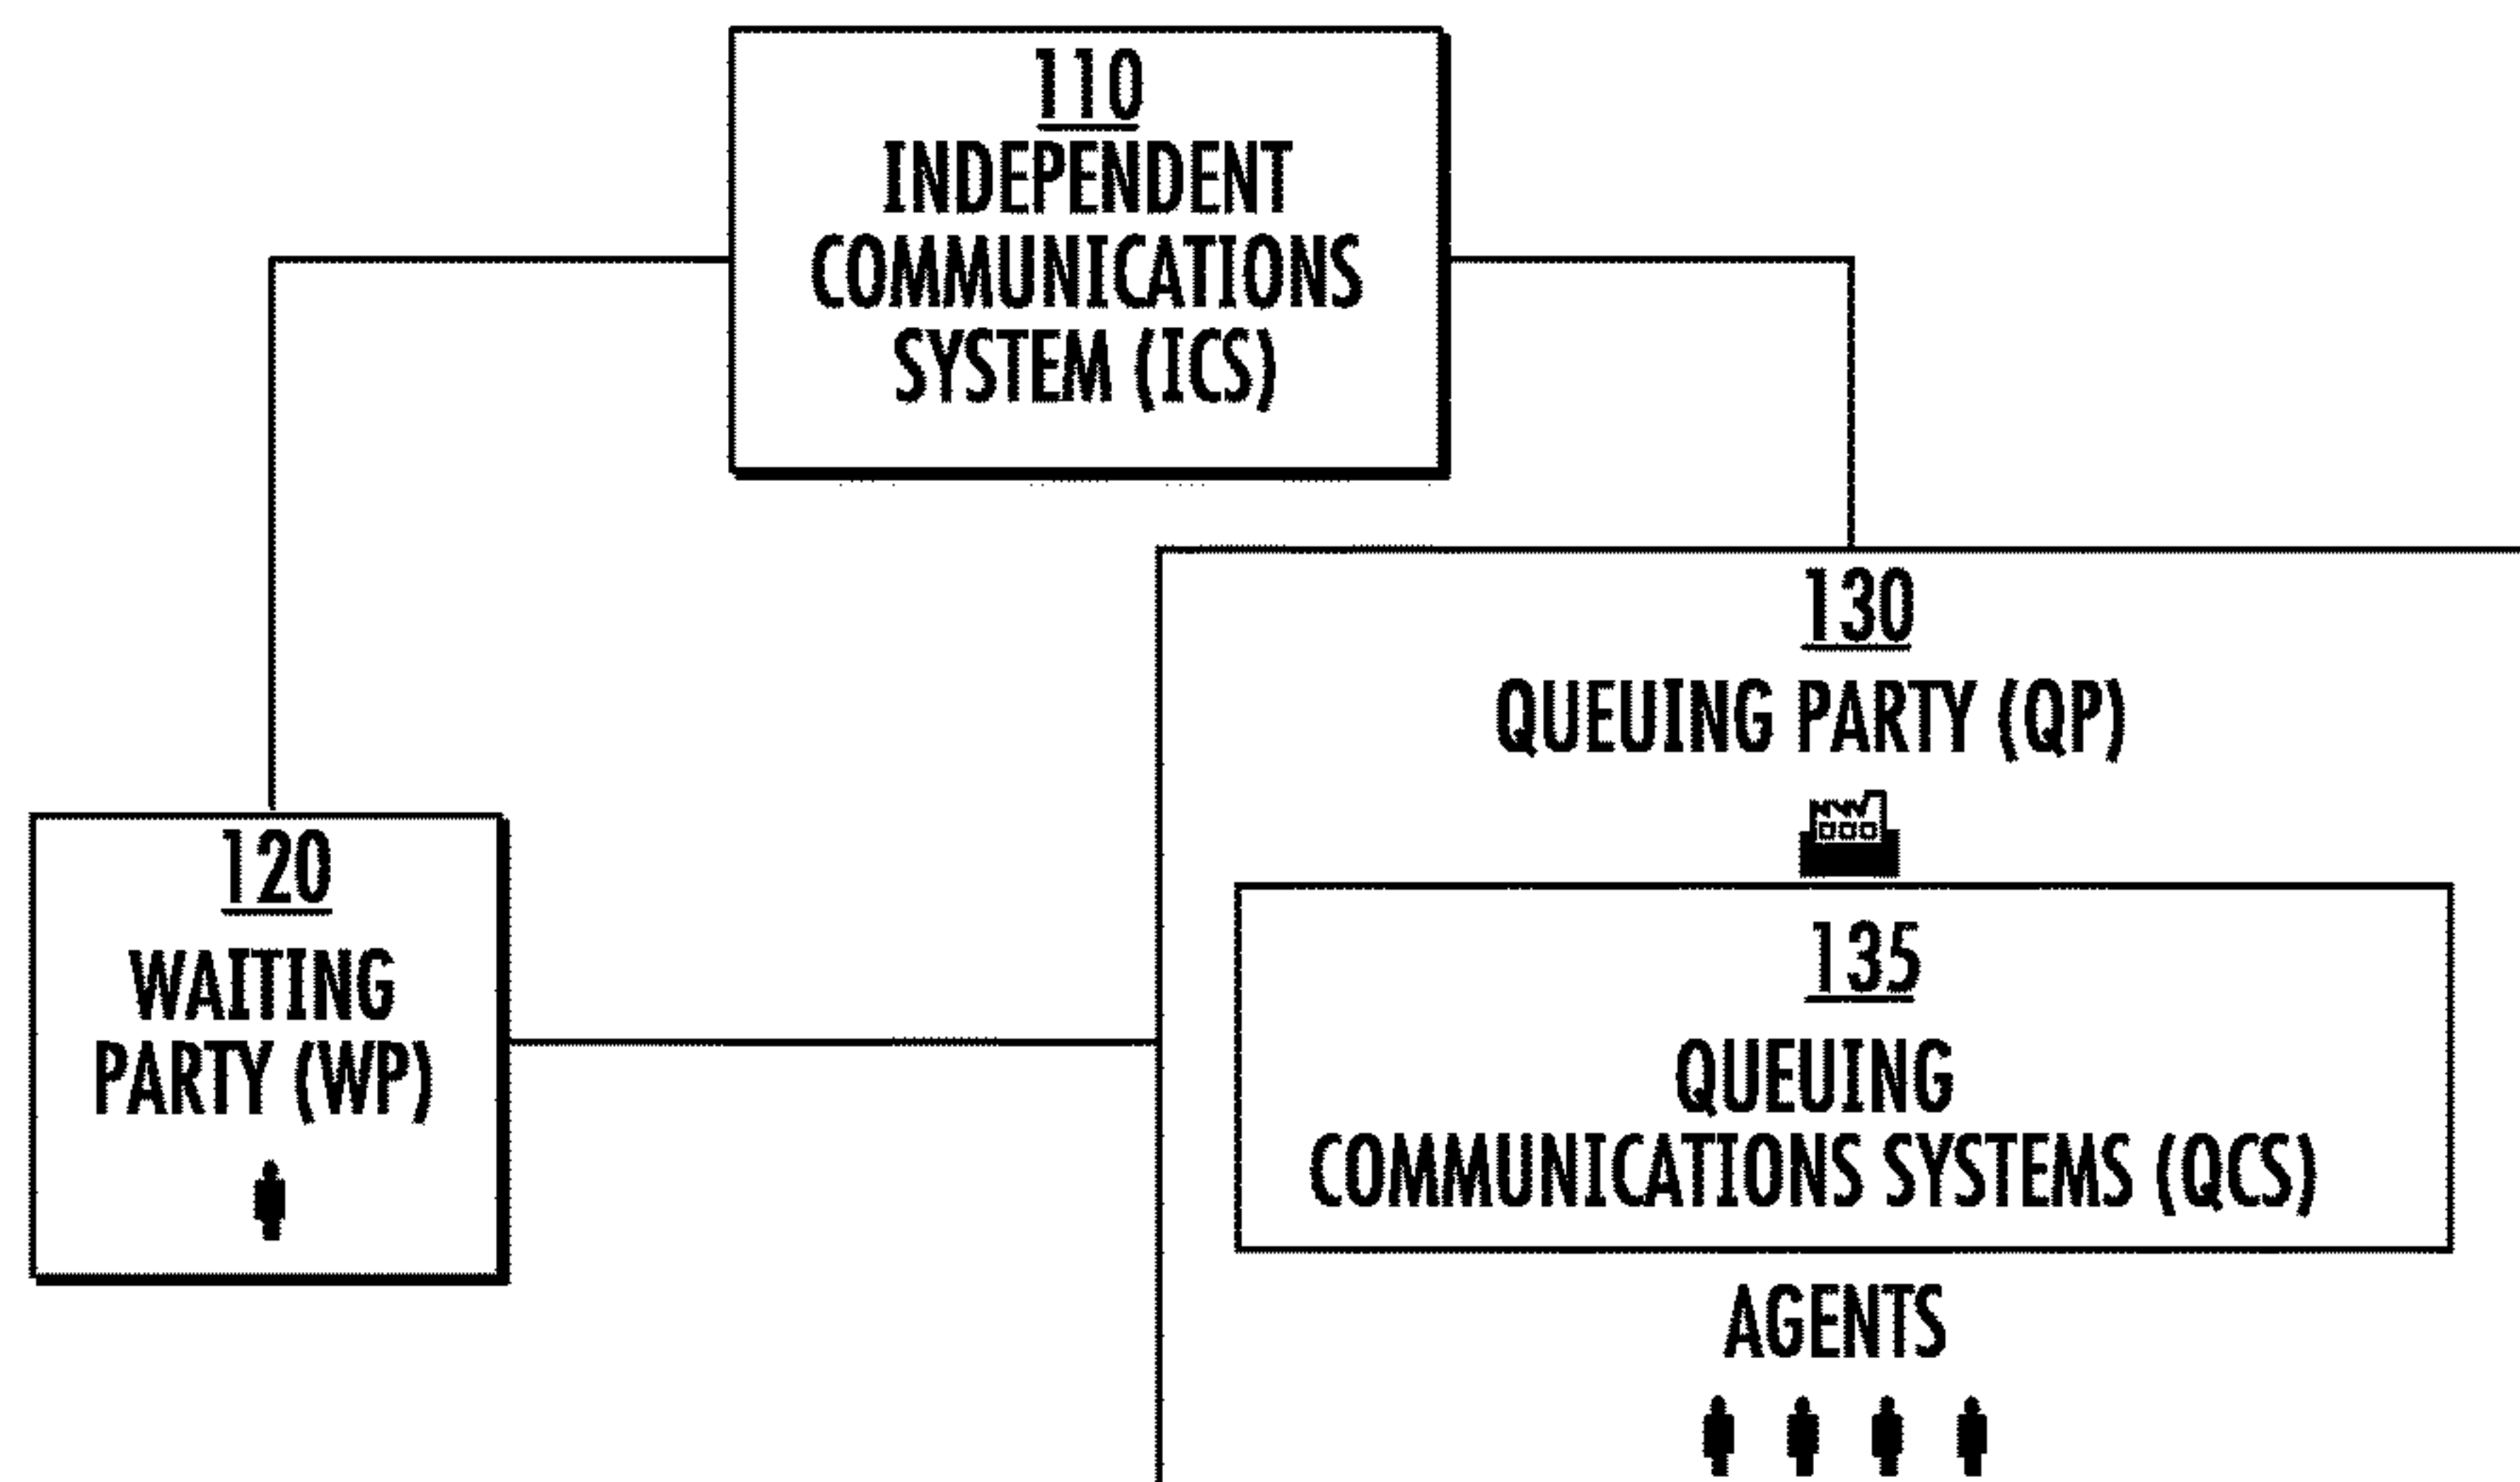 110
INDEPENDENT
COMMUNICATIONS
SYSTEM (ICS)
130
QUEUING PARTY (QP)
120
WAITING
PARTY (WP)
135
QUEUING
COMMUNICATIONS SYSTEMS (QCS)
AGENTS